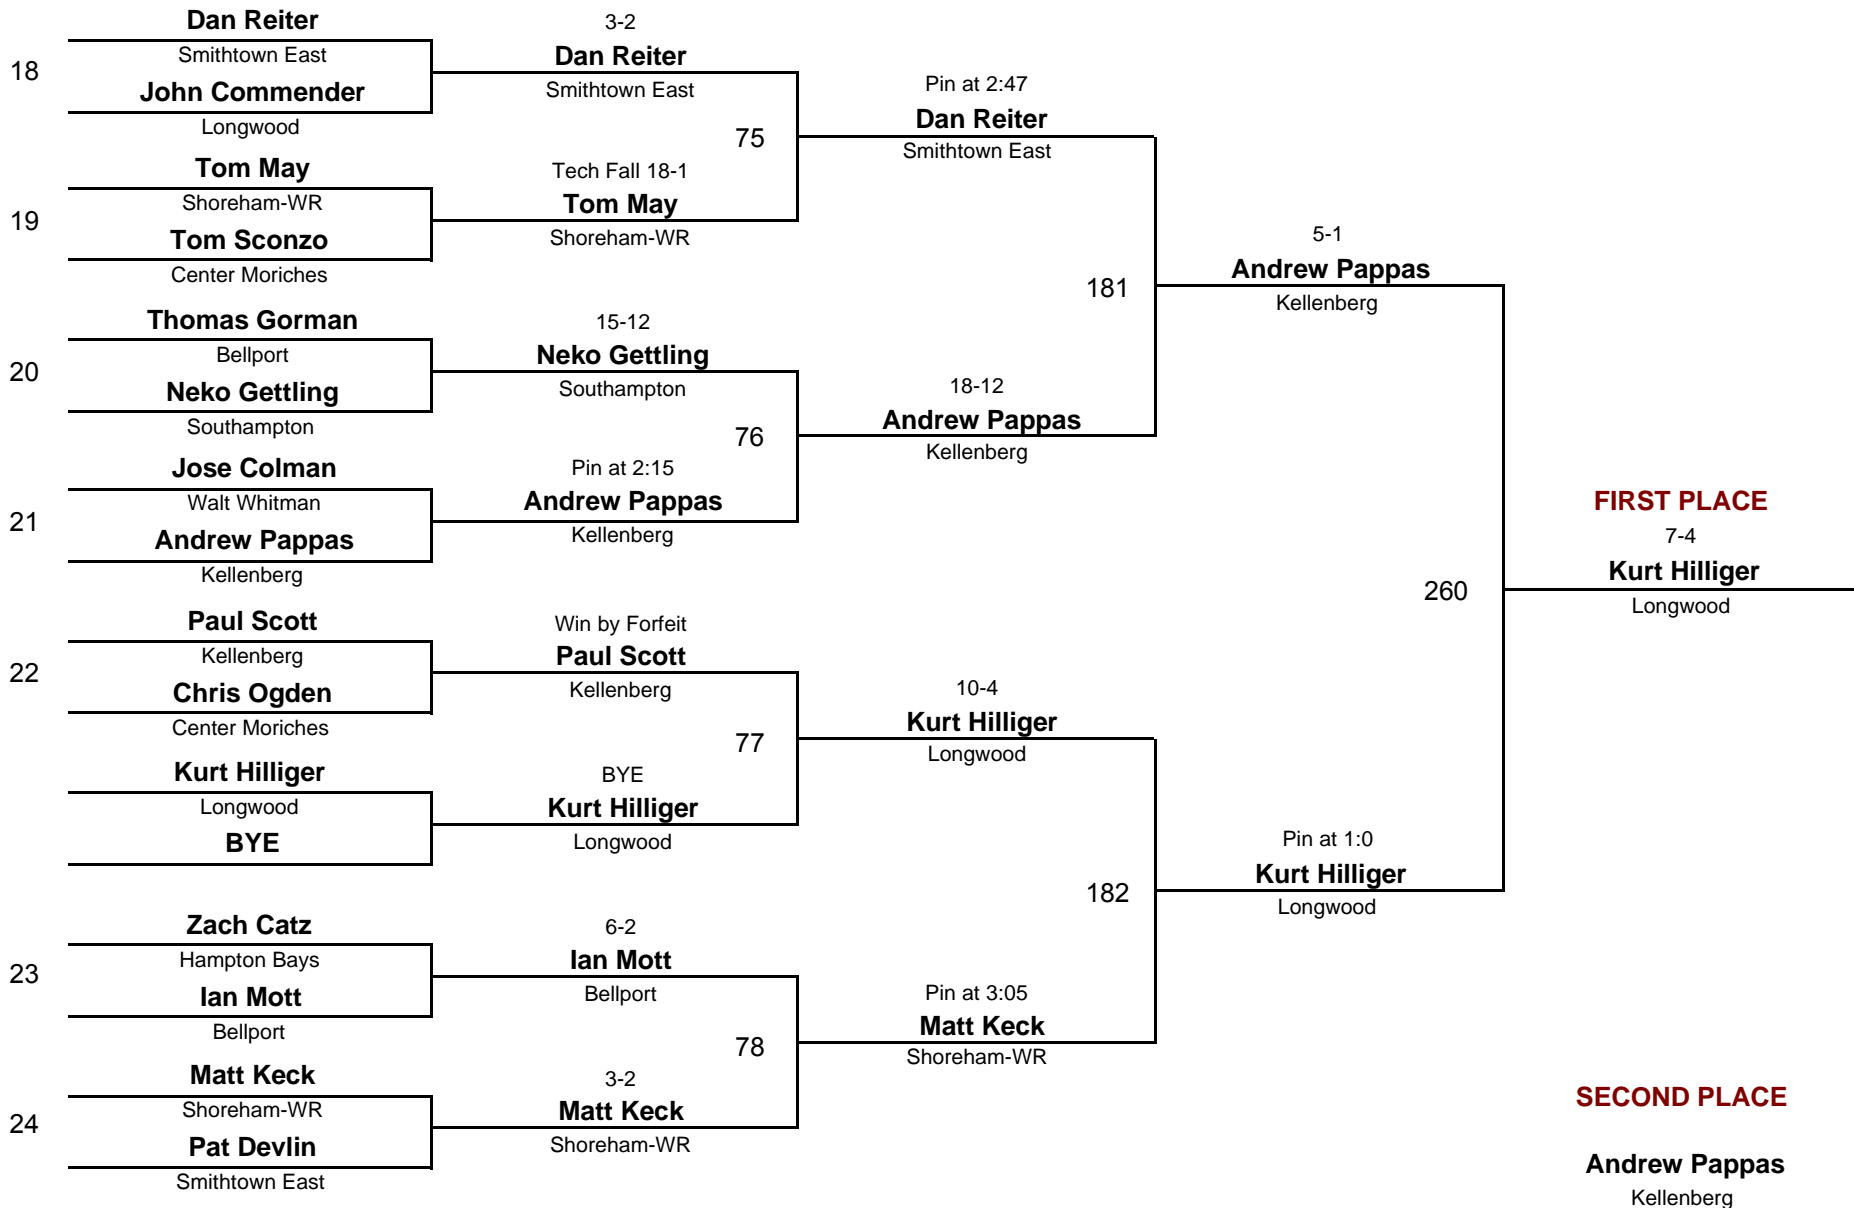 Dan Reiter
Smithtown East
18
John Commender
Longwood
Tom May
Shoreham-WR
19
Tom Sconzo
Center Moriches
Thomas Gorman
Bellport
20
Neko Gettling
Southampton
Jose Colman
Walt Whitman
21
Andrew Pappas
Kellenberg
Paul Scott
Kellenberg
22
Chris Ogden
Center Moriches
Kurt Hilliger
Longwood
BYE
Zach Catz
Hampton Bays
23
Ian Mott
Bellport
Matt Keck
Shoreham-WR
24
Pat Devlin
Smithtown East
3-2
Dan Reiter
Smithtown East
75
Tech Fall 18-1
Tom May
Shoreham-WR
15-12
Neko Gettling
Southampton
76
Pin at 2:15
Andrew Pappas
Kellenberg
Win by Forfeit
Paul Scott
Kellenberg
77
BYE
Kurt Hilliger
Longwood
6-2
Ian Mott
Bellport
78
3-2
Matt Keck
Shoreham-WR
Pin at 2:47
Dan Reiter
Smithtown East
181
18-12
Andrew Pappas
Kellenberg
10-4
Kurt Hilliger
Longwood
182
Pin at 3:05
Matt Keck
Shoreham-WR
5-1
Andrew Pappas
Kellenberg
260
Pin at 1:0
Kurt Hilliger
Longwood
FIRST PLACE
7-4
Kurt Hilliger
Longwood
SECOND PLACE
Andrew Pappas
Kellenberg